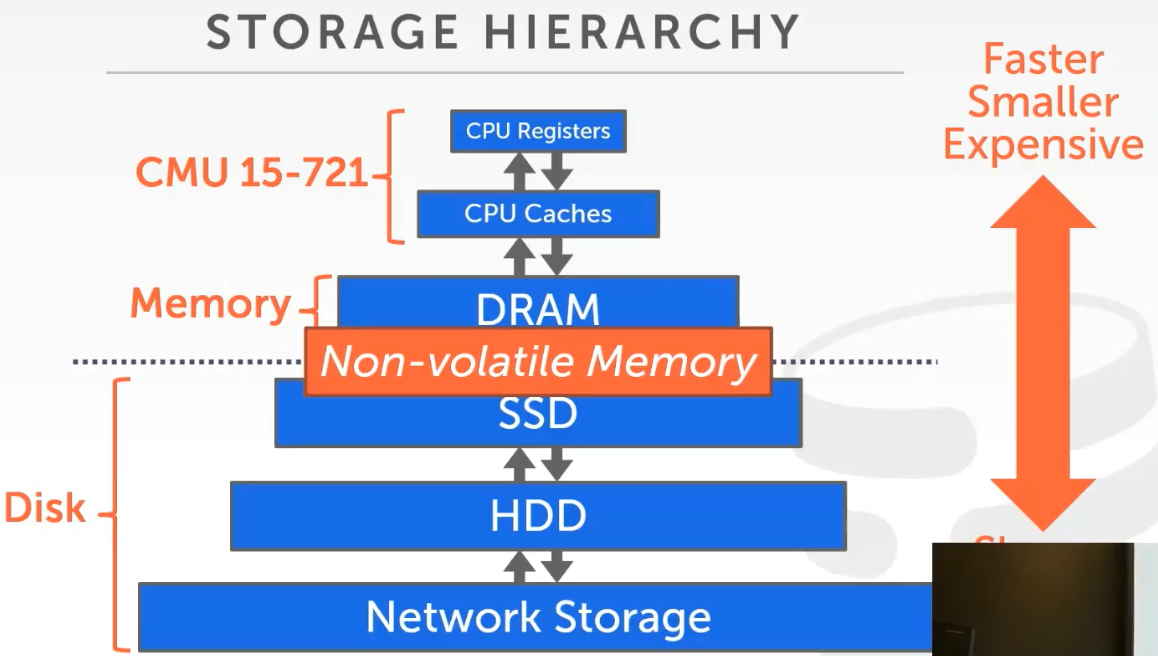 STORAGE HIERARCHY
Faster
Smaller
Expensive
CPU Registers
CMU 15-721
CPU Caches
Memory
DRAM
Non-volatile Memory
SSD
Disk
HDD
Network Storage